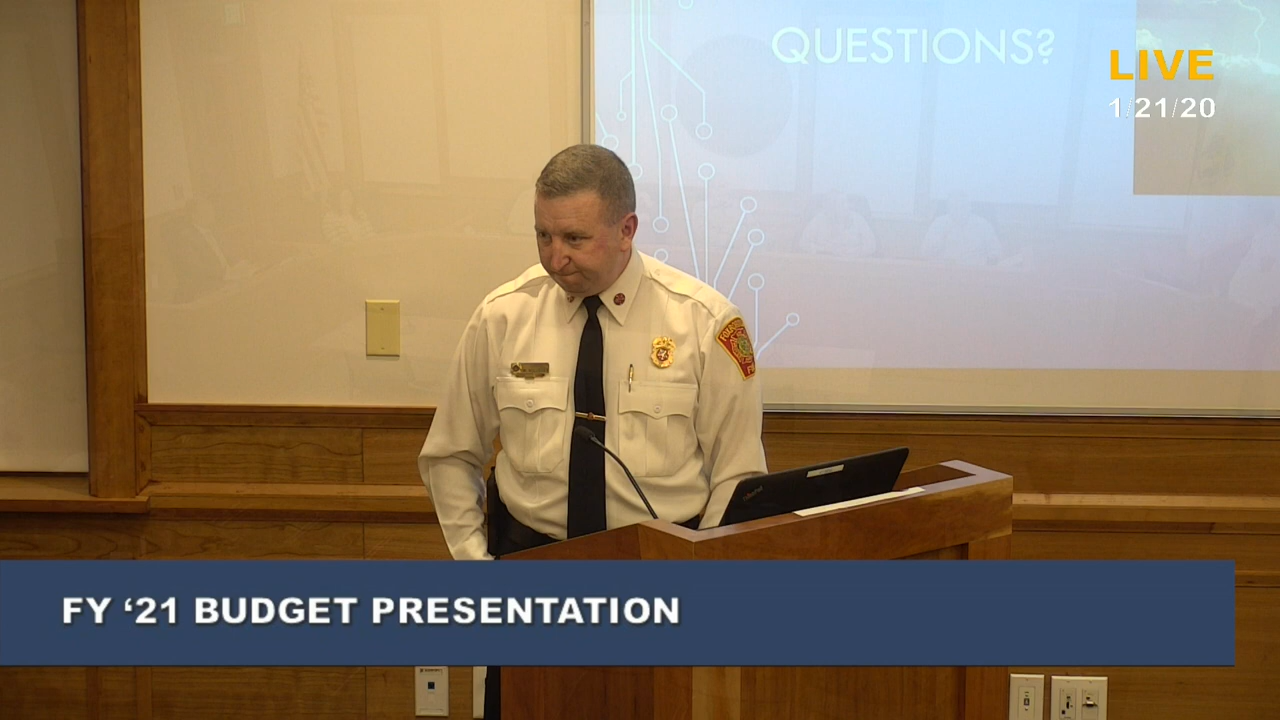 QUESTIONS?
LIVE
1/21/20
FY ‘21 BUDGET PRESENTATION